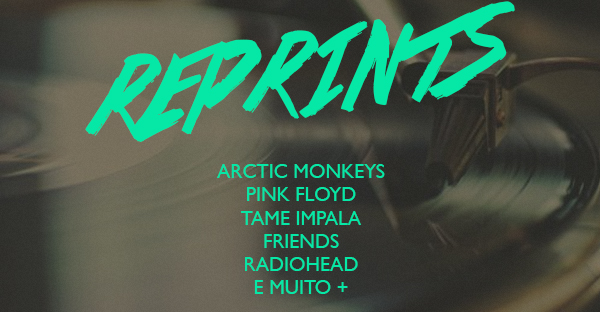 REPRINTS
ARCTIC MONKEYS
PINK FLOYD
TAME IMPALA
FRIENDS
RADIOHEAD
E MUITO +